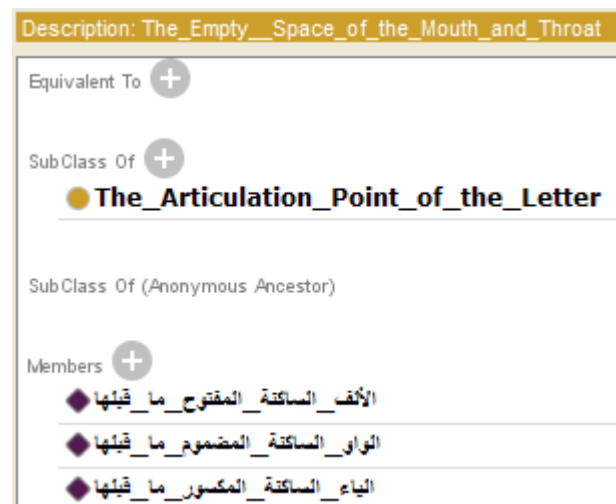 Description: The_Empty__Space_of_the_Mouth_and_Throat
Equivalent To
SubClass Of
The_Articulation_Point_of_the_Letter
SubClass Of (Anonymous Ancestor)
Members
الألف_الساكنة_المفتوح_ما_قبلها
الواو_الساكنة_المضموم_ما_قبلها
الياء_الساكنة_المكسور_ما_قبلها